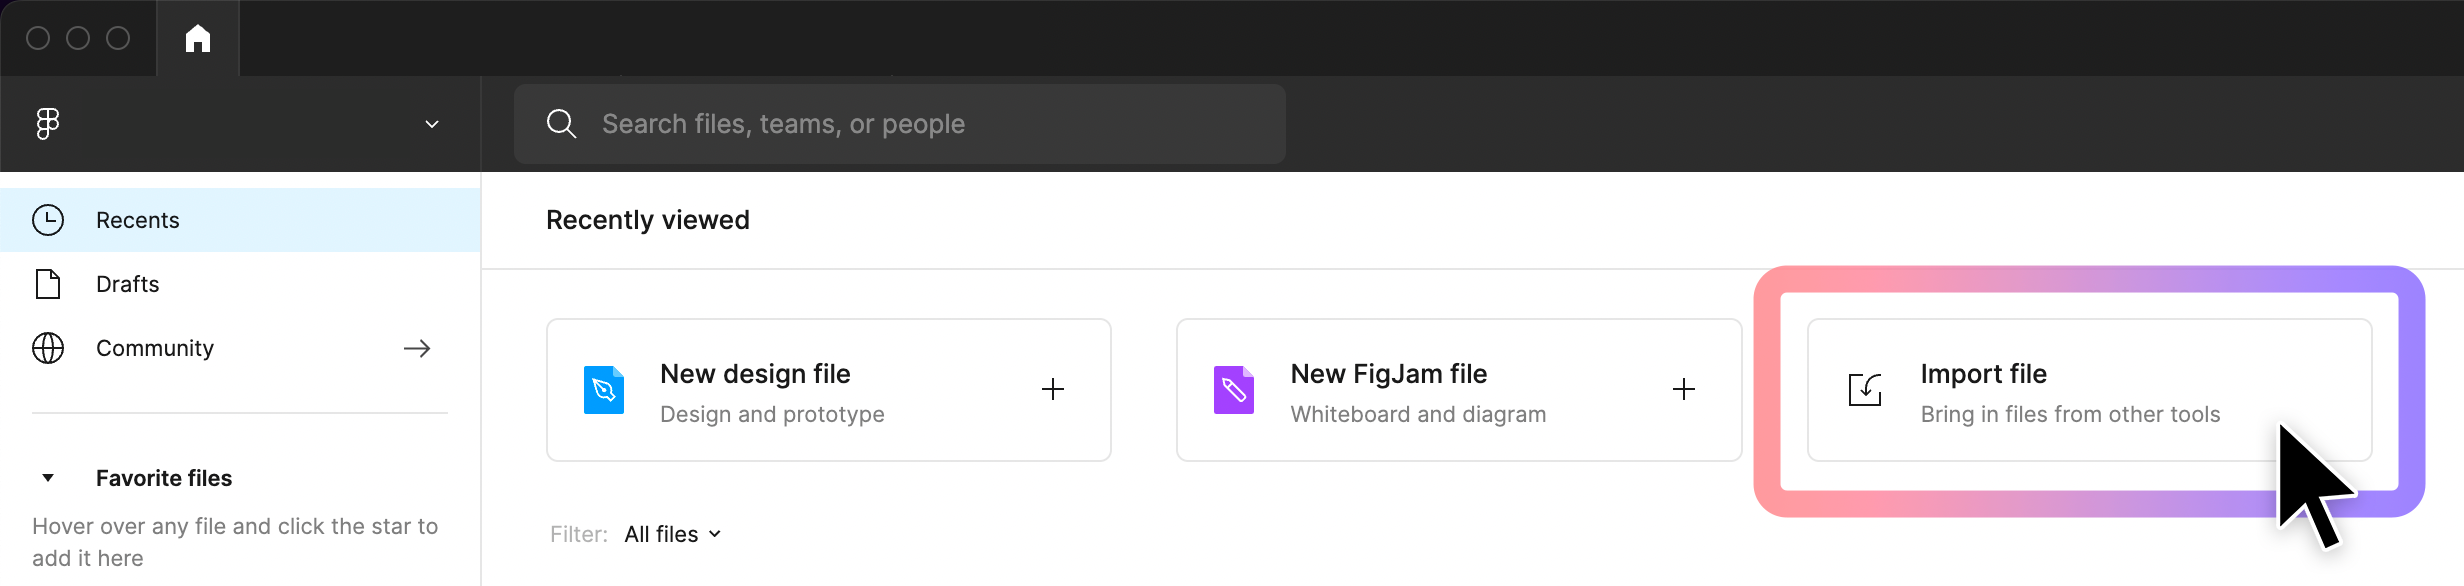 Search files, teams, or people
Recents
Drafts
Community
Favorite files
Hover over any file and click the star to
add it here
Recently viewed
New design file
Design and prototype
New FigJam file
Whiteboard and diagram
Import file
Bring in files from other tools
Filter: All files